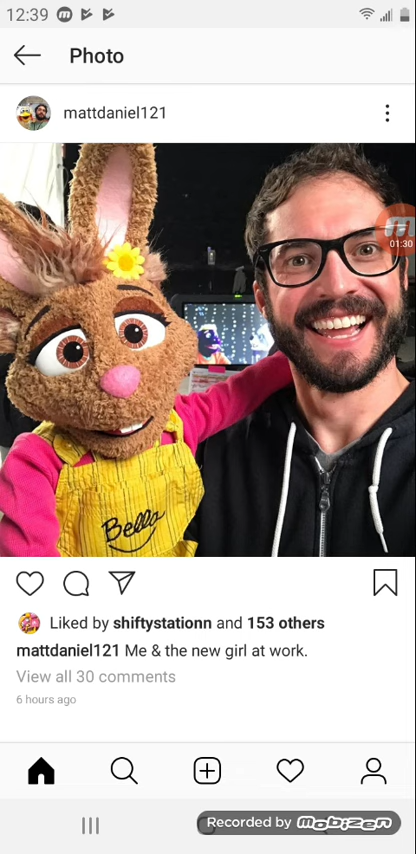 12:39
Photo
mattdaniel121
01:30
Bella
Liked by shiftystationn and 153 others
mattdaniel121 Me & the new girl at work.
View all 30 comments
6 hours ago
Recorded by mobizen